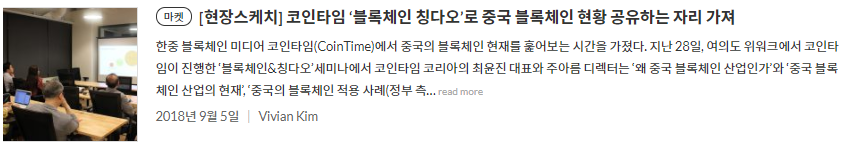 마켓 [현장스케치] 코인타임 ‘블록체인 칭다오’로 중국 블록체인 현황 공유하는 자리 가져
한중 블록체인 미디어 코인타임(CoinTime)에서 중국의 블록체인 현재를 훑어보는 시간을 가졌다. 지난 28일, 여의도 위워크에서 코인타
임이 진행한 ‘블록체인&칭다오’세미나에서 코인타임 코리아의 최윤진 대표와 주아름 디렉터는 ‘왜 중국 블록체인 산업인가’와 ‘중국 블록
체인 산업의 현재’, ‘중국의 블록체인 적용 사례(정부 측... read more
2018년 9월 5일 | Vivian Kim